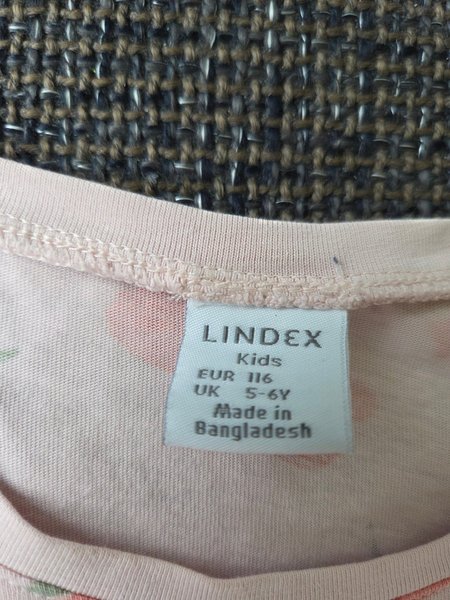 LINDEX
Kids
EUR 116
UK 5-6Y
Made in
Bangladesh